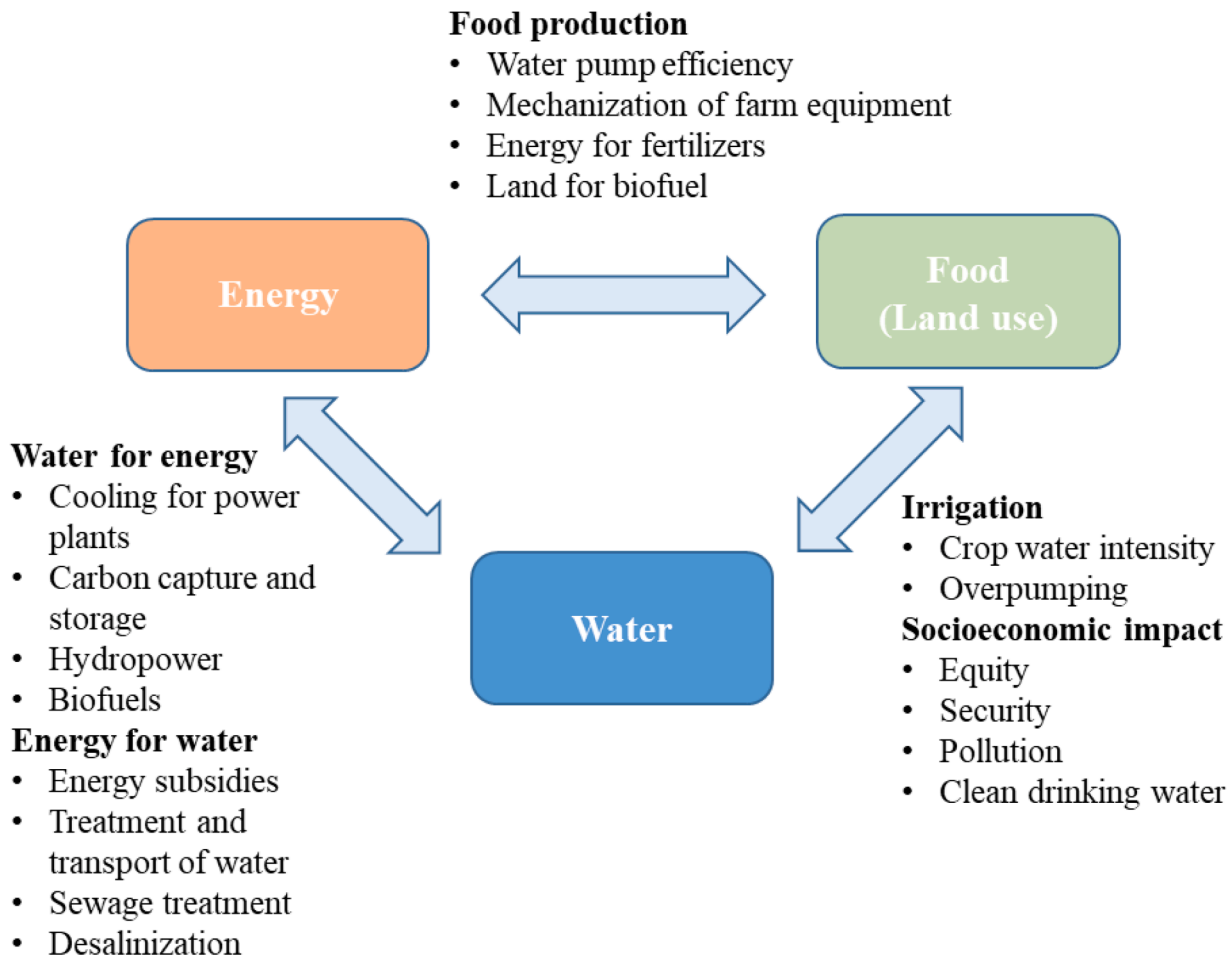 Food production
• Water pump efficiency
• Mechanization of farm equipment
• Energy for fertilizers
• Land for biofuel
Energy
Food
(Land use)
Water for energy
• Cooling for power
plants
• Carbon capture and
storage
• Hydropower
• Biofuels
Energy for water
• Energy subsidies
• Treatment and
transport of water
• Sewage treatment
• Desalinization
Water
Irrigation
• Crop water intensity
• Overpumping
Socioeconomic impact
• Equity
• Security
• Pollution
• Clean drinking water